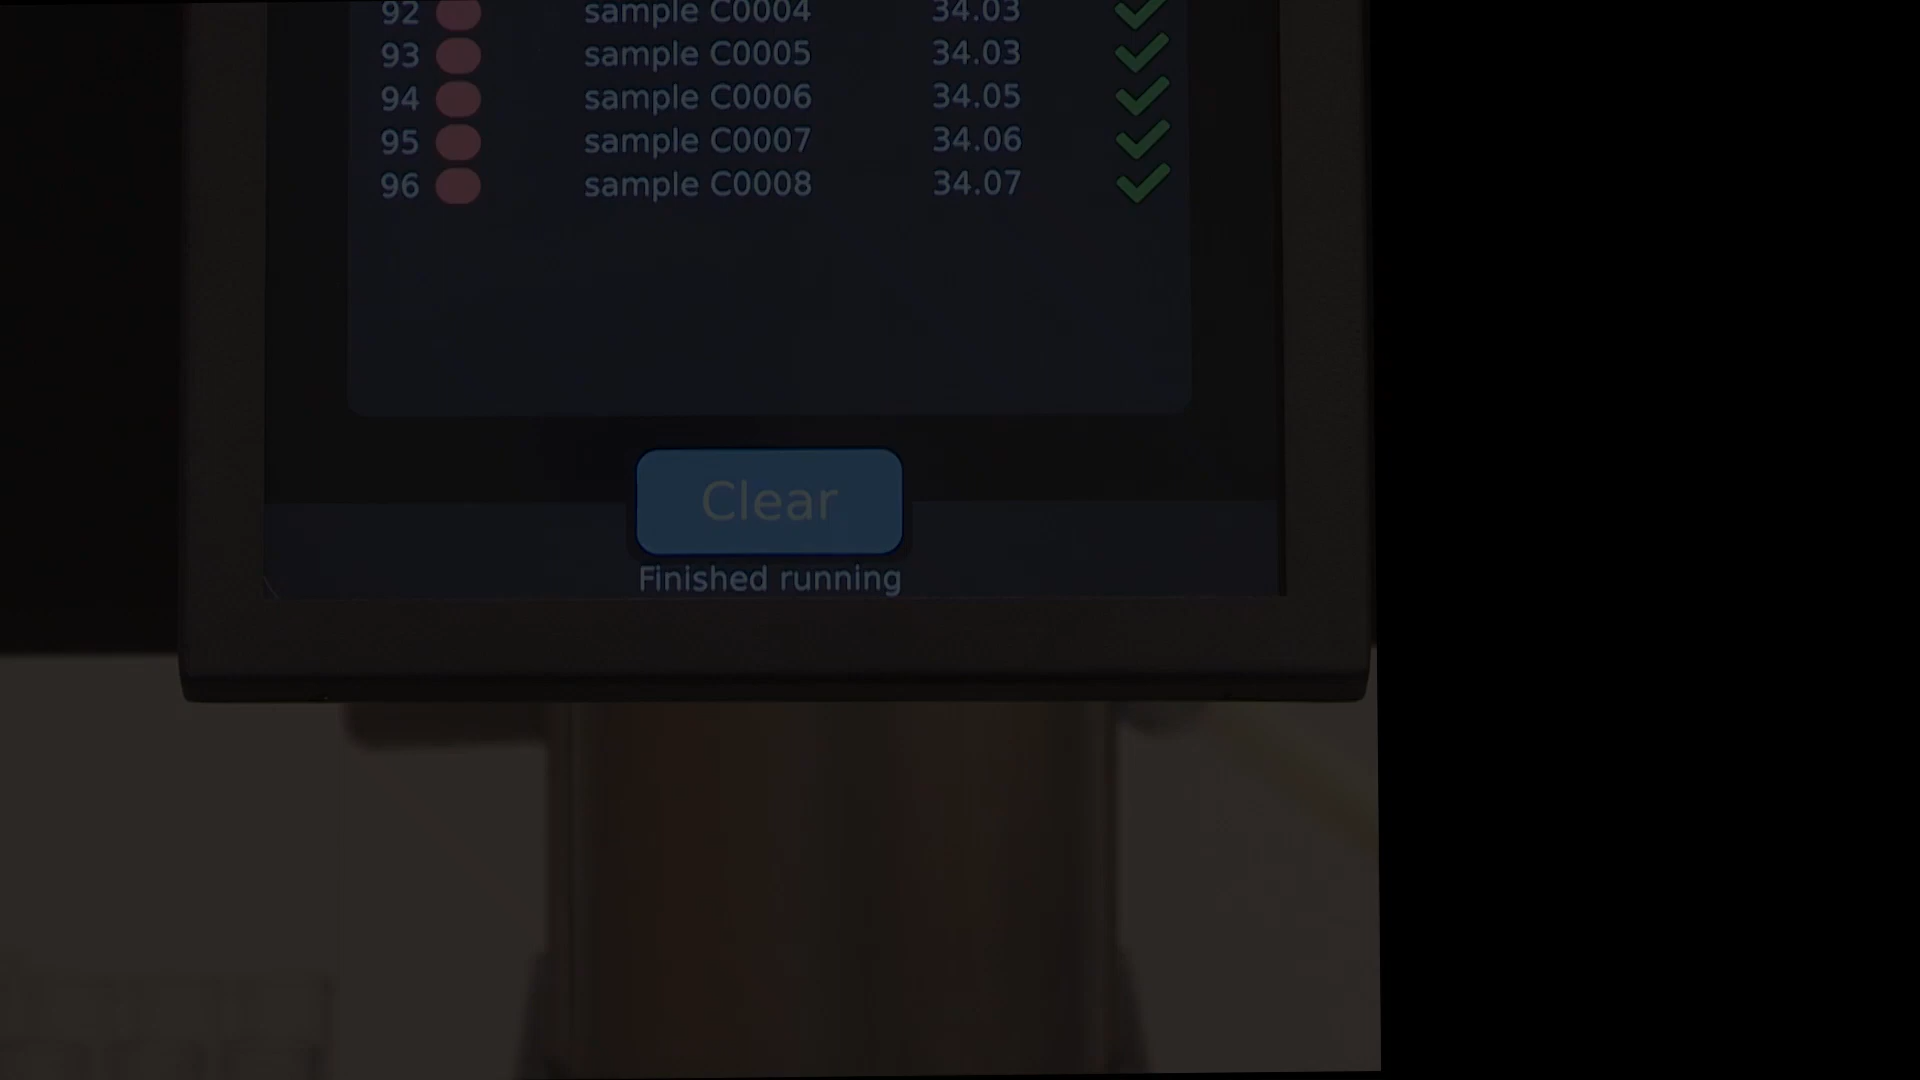 92 sample C0004 34.03
93 sample C0005 34.03
94 sample C0006 34.05
95 sample C0007 34.06
96 sample C0008 34.07
Clear
Finished running